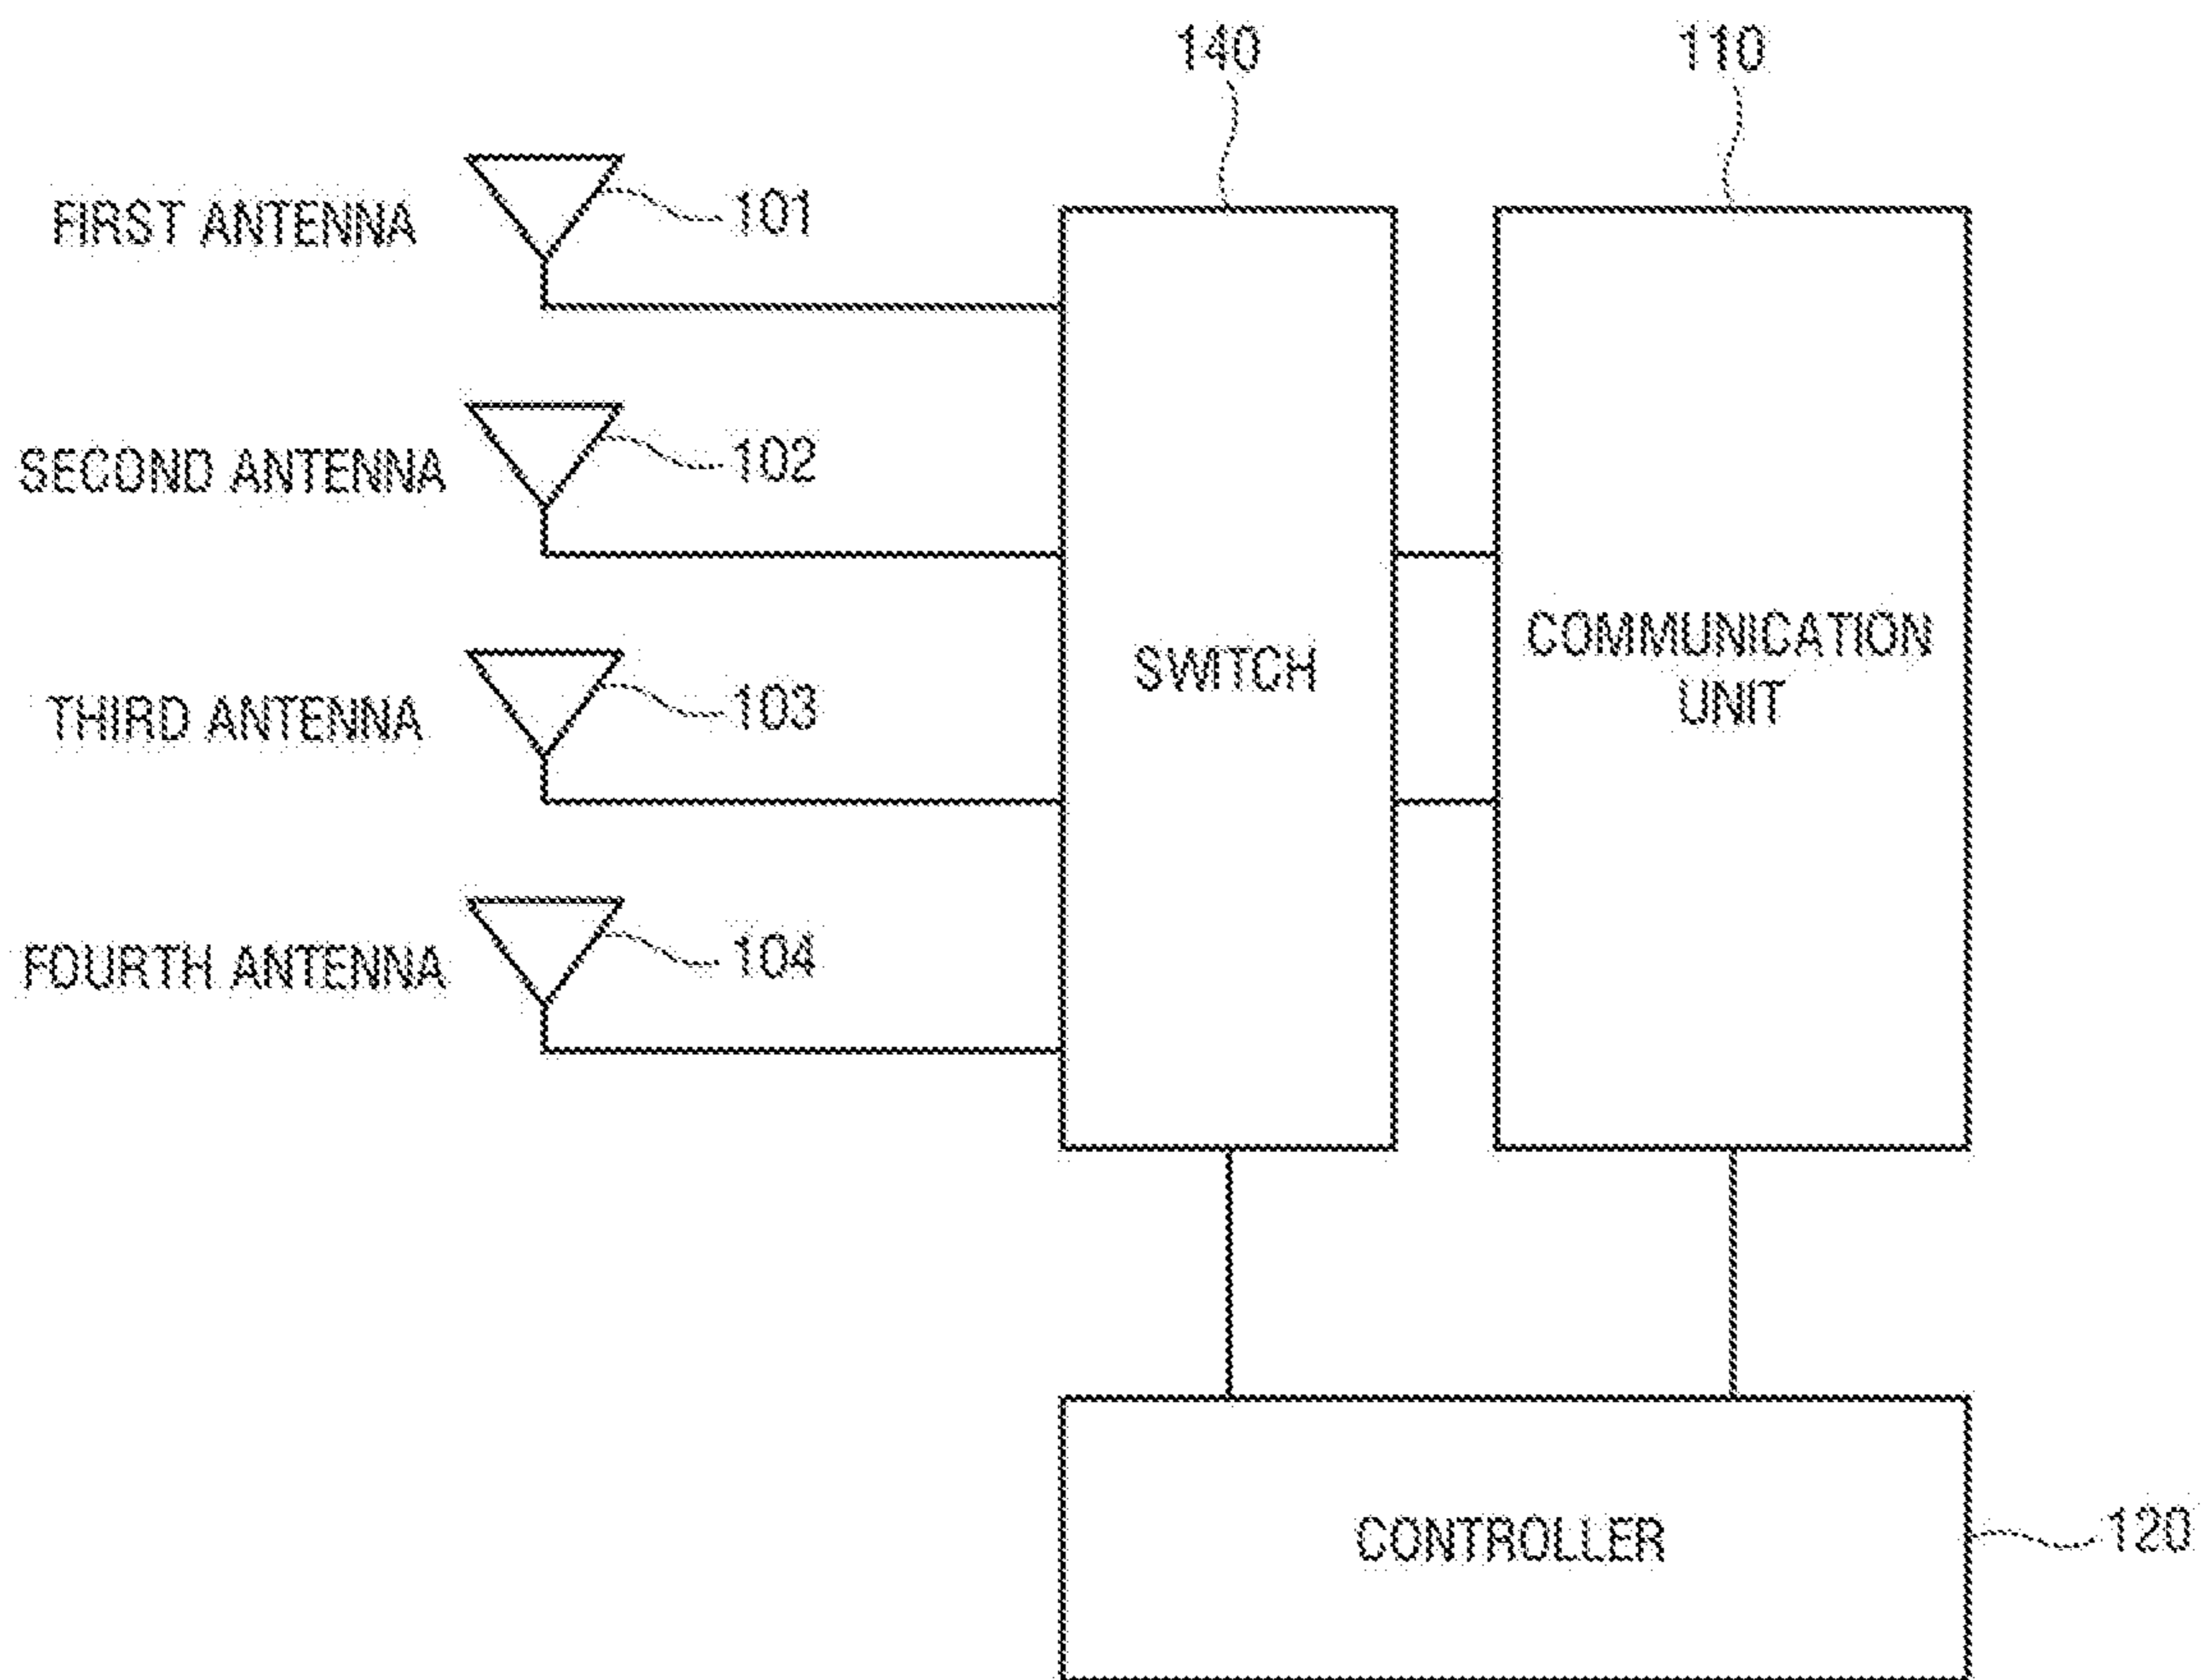 140
110
FIRST ANTENNA
101
SECOND ANTENNA
102
THIRD ANTENNA
103
FOURTH ANTENNA
104
SWITCH
COMMUNICATION
UNIT
CONTROLLER
120